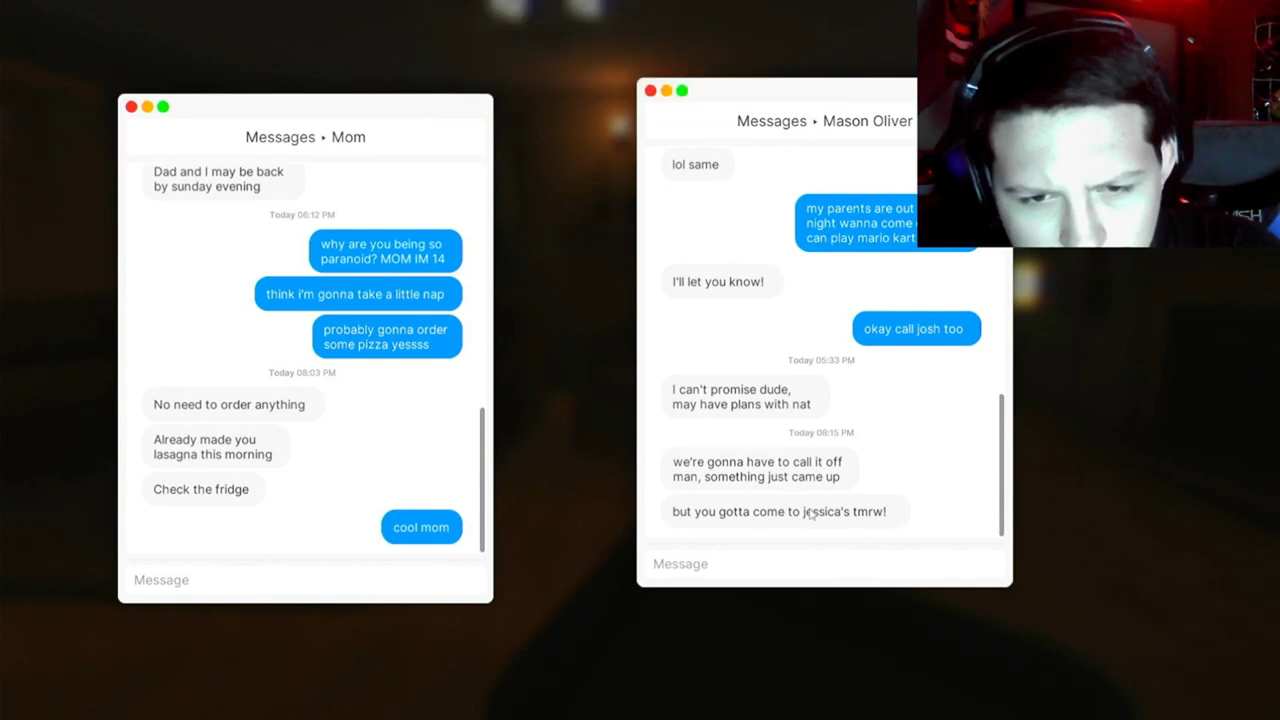 Messages ‣ Mom
Dad and I may be back
by sunday evening
Today 06:12 PM
why are you being so
paranoid? MOM IM 14
think i'm gonna take a little nap
probably gonna order
some pizza yessss
Today 08:03 PM
No need to order anything
Already made you
lasagna this morning
Check the fridge
cool mom
Message
Messages ‣ Mason Oliver
lol same
my parents are out
night wanna come
can play mario kart
I'll let you know!
okay call josh too
Today 05:33 PM
I can't promise dude,
may have plans with nat
Today 08:15 PM
we're gonna have to call it off
man, something just came up
but you gotta come to jessica's tmrw!
Message